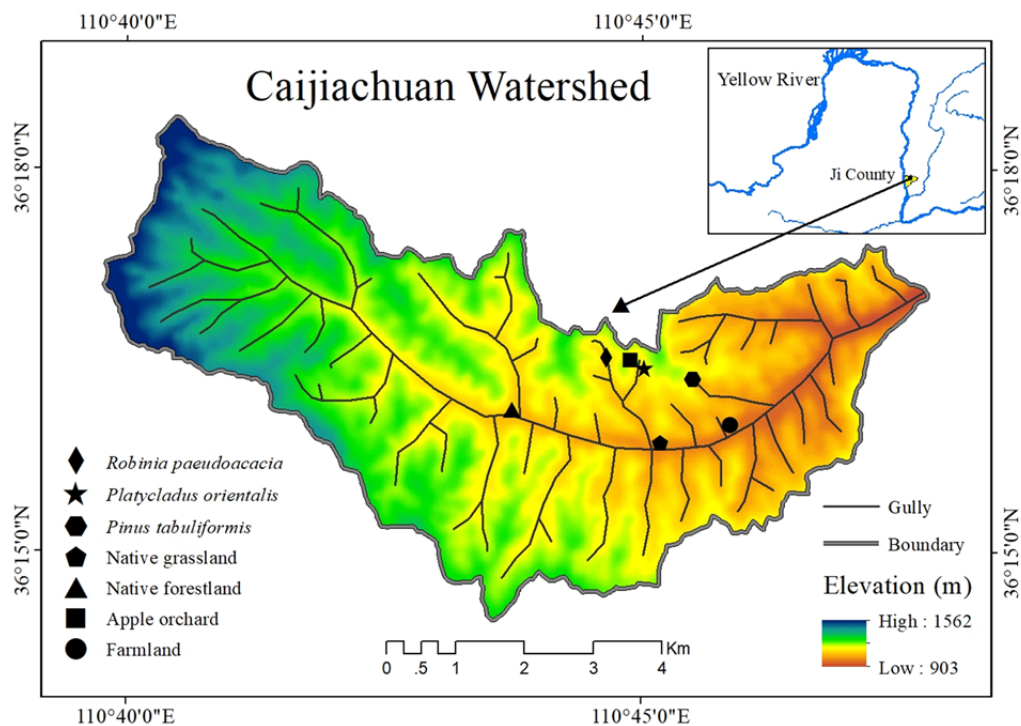 110°40'0"E
110°45'0"E
Caijiachuan Watershed
Yellow River
Ji County
36°18'0"N
36°18'0"N
Robinia paeudoacacia
Platycladus orientalis
Pinus tabuliformis
Native grassland
Native forestland
Apple orchard
Farmland
36°15'0"N
36°15'0"N
Gully
Boundary
Elevation (m)
High : 1562
Low : 903
Km
0 .5 1 2 3 4
110°40'0"E
110°45'0"E